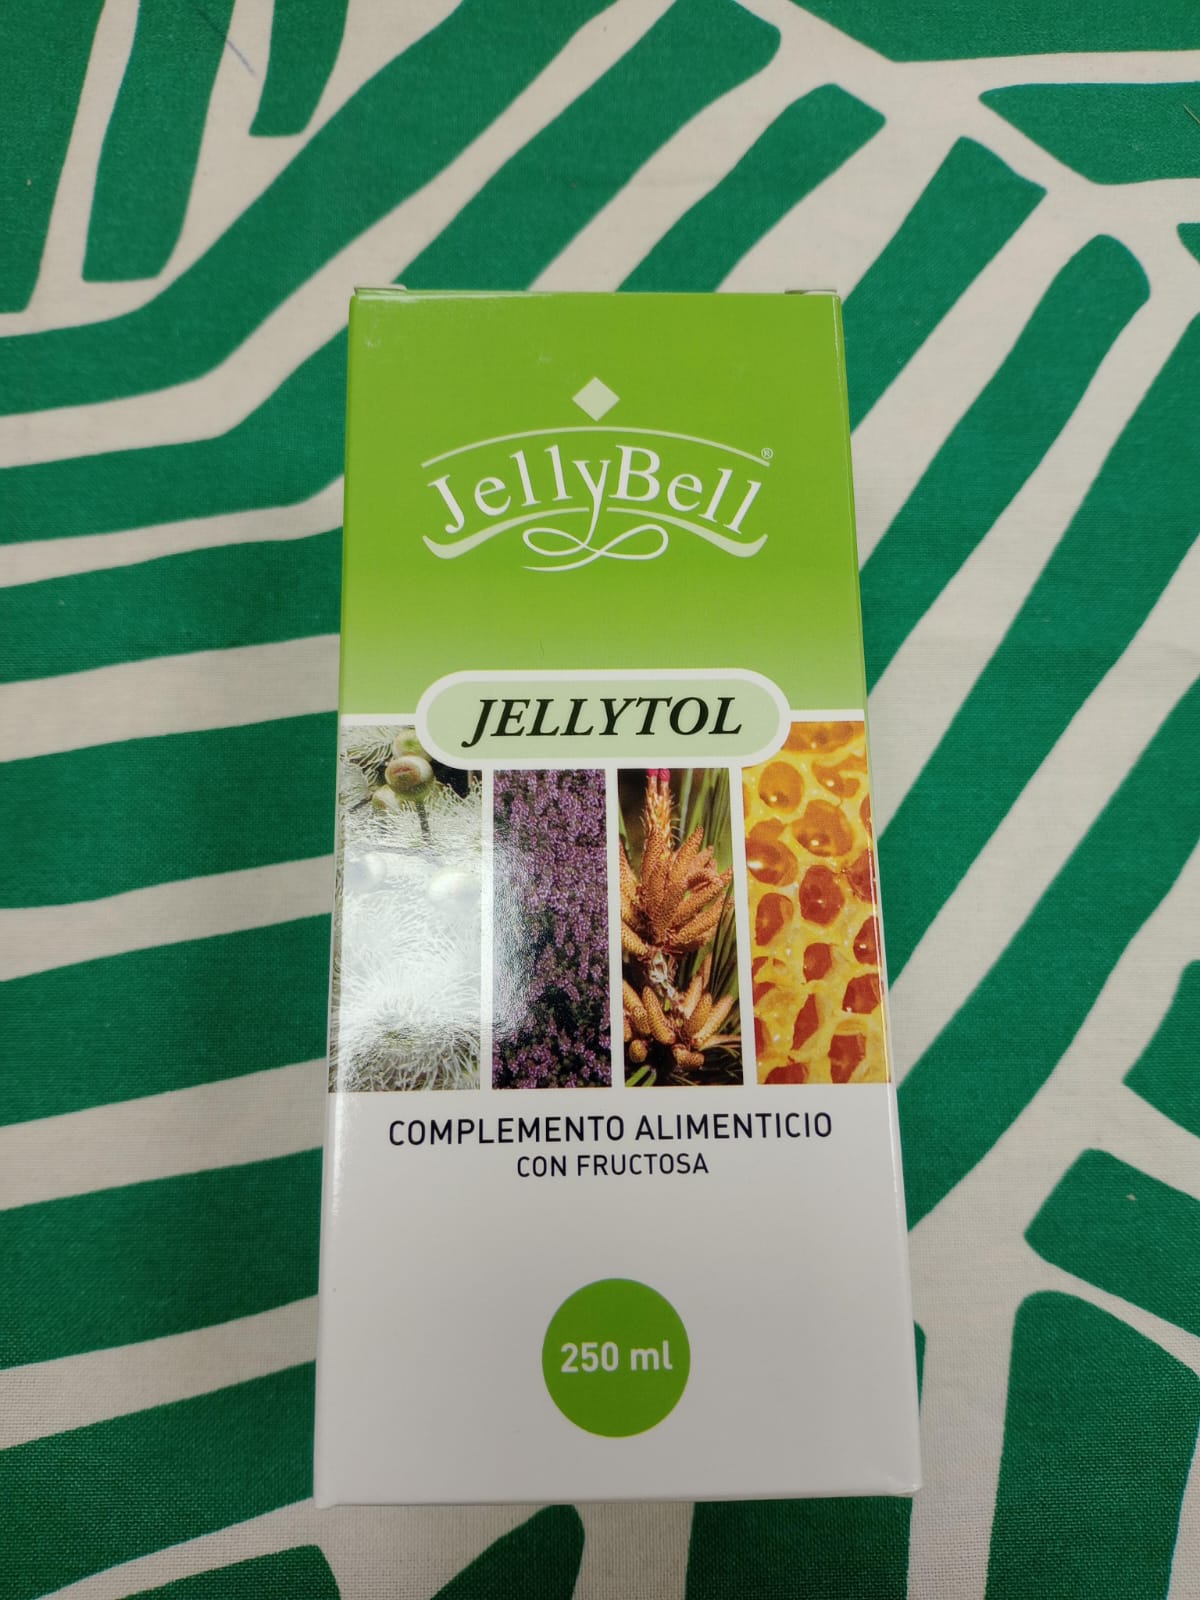 JellyBell®
JELLYTOL
COMPLEMENTO ALIMENTICIO
CON FRUCTOSA
250 ml